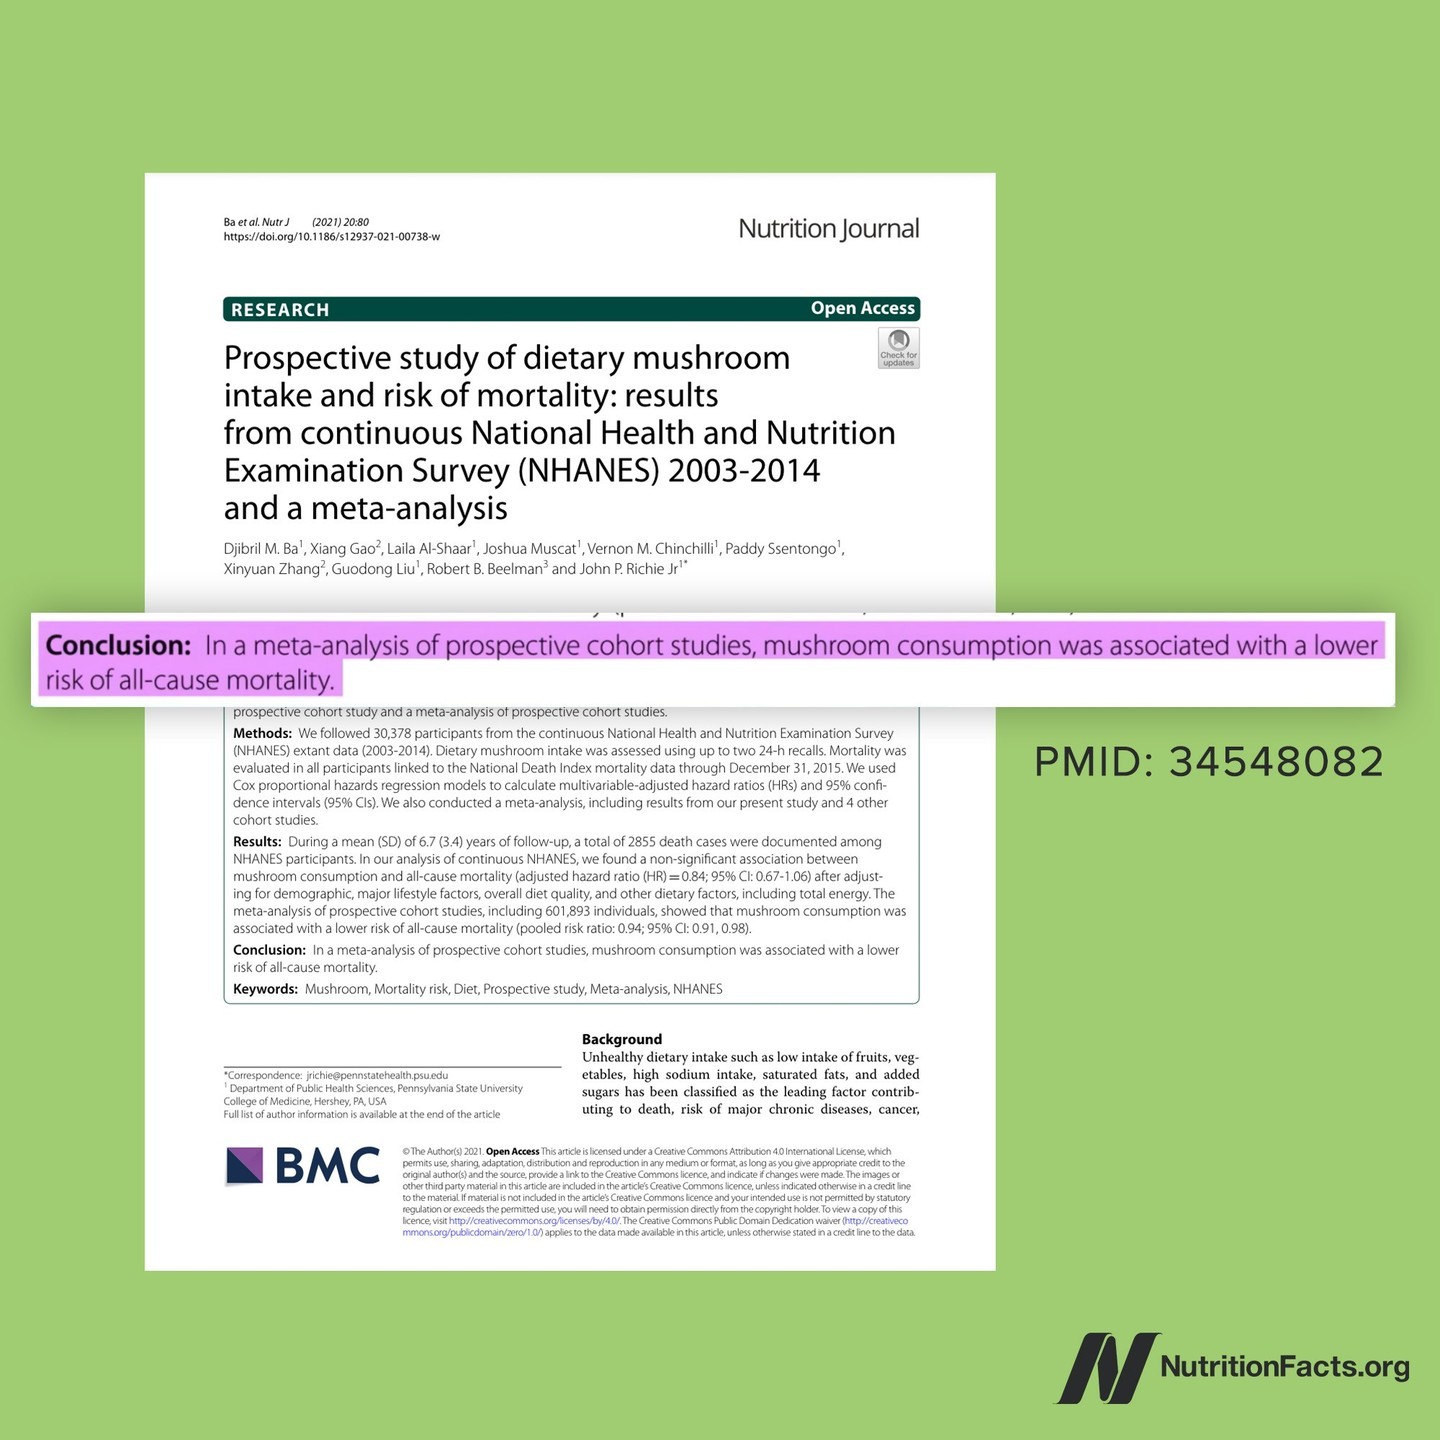 Ba et al. Nutr J (2021) 20:80
https://doi.org/10.1186/s12937-021-00738-w
Nutrition Journal
RESEARCH
Open Access
Check for
updates
Prospective study of dietary mushroom
intake and risk of mortality: results
from continuous National Health and Nutrition
Examination Survey (NHANES) 2003-2014
and a meta-analysis
Djibril M. Ba1, Xiang Gao2, Laila Al-Shaar1, Joshua Muscat1, Vernon M. Chinchilli1, Paddy Ssentongo1,
Xinyuan Zhang2, Guodong Liu1, Robert B. Beelman3 and John P. Richie Jr1*
Conclusion: In a meta-analysis of prospective cohort studies, mushroom consumption was associated with a lower
risk of all-cause mortality.
prospective cohort study and a meta-analysis of prospective cohort studies.
Methods: We followed 30,378 participants from the continuous National Health and Nutrition Examination Survey
(NHANES) extant data (2003-2014). Dietary mushroom intake was assessed using up to two 24-h recalls. Mortality was
evaluated in all participants linked to the National Death Index mortality data through December 31, 2015. We used
Cox proportional hazards regression models to calculate multivariable-adjusted hazard ratios (HRs) and 95% confi-
dence intervals (95% CIs). We also conducted a meta-analysis, including results from our present study and 4 other
cohort studies.
Results: During a mean (SD) of 6.7 (3.4) years of follow-up, a total of 2855 death cases were documented among
NHANES participants. In our analysis of continuous NHANES, we found a non-significant association between
mushroom consumption and all-cause mortality (adjusted hazard ratio (HR) = 0.84; 95% CI: 0.67-1.06) after adjust-
ing for demographic, major lifestyle factors, overall diet quality, and other dietary factors, including total energy. The
meta-analysis of prospective cohort studies, including 601,893 individuals, showed that mushroom consumption was
associated with a lower risk of all-cause mortality (pooled risk ratio: 0.94; 95% CI: 0.91, 0.98).
Conclusion: In a meta-analysis of prospective cohort studies, mushroom consumption was associated with a lower
risk of all-cause mortality.
Keywords: Mushroom, Mortality risk, Diet, Prospective study, Meta-analysis, NHANES
PMID: 34548082
*Correspondence: jrichie@pennstatehealth.psu.edu
1 Department of Public Health Sciences, Pennsylvania State University
College of Medicine, Hershey, PA, USA
Full list of author information is available at the end of the article
Background
Unhealthy dietary intake such as low intake of fruits, veg-
etables, high sodium intake, saturated fats, and added
sugars has been classified as the leading factor contrib-
uting to death, risk of major chronic diseases, cancer,
BMC
© The Author(s) 2021. Open Access This article is licensed under a Creative Commons Attribution 4.0 International License, which
permits use, sharing, adaptation, distribution and reproduction in any medium or format, as long as you give appropriate credit to the
original author(s) and the source, provide a link to the Creative Commons licence, and indicate if changes were made. The images or
other third party material in this article are included in the article's Creative Commons licence, unless indicated otherwise in a credit line
to the material. If material is not included in the article's Creative Commons licence and your intended use is not permitted by statutory
regulation or exceeds the permitted use, you will need to obtain permission directly from the copyright holder. To view a copy of this
licence, visit http://creativecommons.org/licenses/by/4.0/. The Creative Commons Public Domain Dedication waiver (http://creativeco
mmons.org/publicdomain/zero/1.0/) applies to the data made available in this article, unless otherwise stated in a credit line to the data.
NutritionFacts.org